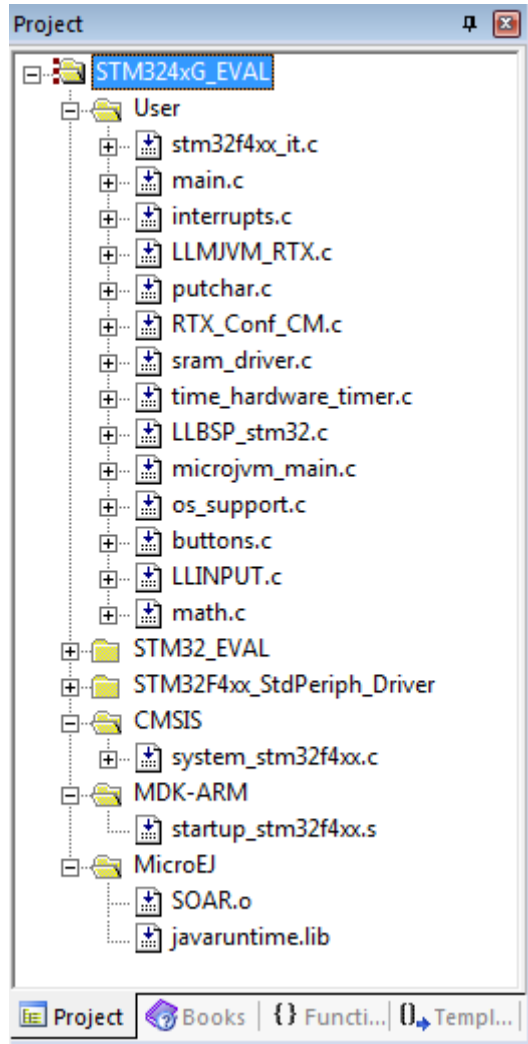 Project
STM324xG_EVAL
User
stm32f4xx_it.c
main.c
interrupts.c
LLMJVM_RTX.c
putchar.c
RTX_Conf_CM.c
sram_driver.c
time_hardware_timer.c
LLBSP_stm32.c
microjvm_main.c
os_support.c
buttons.c
LLINPUT.c
math.c
STM32_EVAL
STM32F4xx_StdPeriph_Driver
CMSIS
system_stm32f4xx.c
MDK-ARM
startup_stm32f4xx.s
MicroEJ
SOAR.o
javaruntime.lib
Project Books {} Functi... 0 Templ...